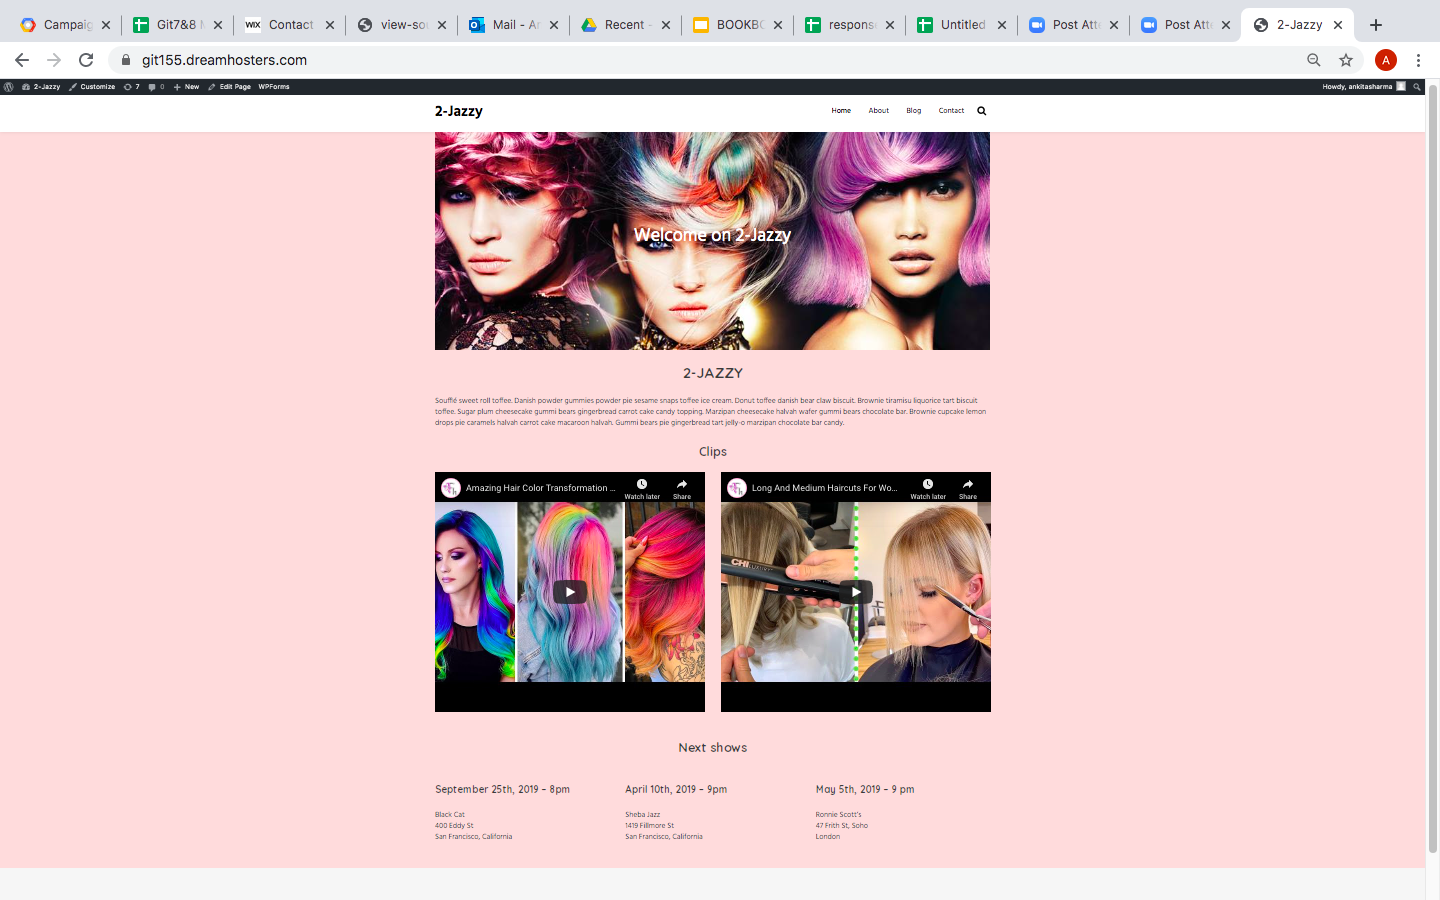 Campaig
Git7&8 M
WIX Contact
view-sou
Mail - An
Recent -
BOOKBO
respons
Untitled
Post Atte
Post Atte
2-Jazzy
git155.dreamhosters.com
A
2-Jazzy Customize 7 0 New Edit Page WPForms
Howdy, ankitasharma
2-Jazzy
Home About Blog Contact
Welcome on 2-Jazzy
2-JAZZY
Soufflé sweet roll toffee. Danish powder gummies powder pie sesame snaps toffee ice cream. Donut toffee danish bear claw biscuit. Brownie tiramisu liquorice tart biscuit
toffee. Sugar plum cheesecake gummi bears gingerbread carrot cake candy topping. Marzipan cheesecake halvah wafer gummi bears chocolate bar. Brownie cupcake lemon
drops pie caramels halvah carrot cake macaroon halvah. Gummi bears pie gingerbread tart jelly-o marzipan chocolate bar candy.
Clips
Amazing Hair Color Transformation ...
Watch later Share
Long And Medium Haircuts For Wo...
Watch later Share
CHI
Next shows
September 25th, 2019 – 8pm
Black Cat
400 Eddy St
San Francisco, California
April 10th, 2019 – 9pm
Sheba Jazz
1419 Fillmore St
San Francisco, California
May 5th, 2019 – 9 pm
Ronnie Scott's
47 Frith St, Soho
London